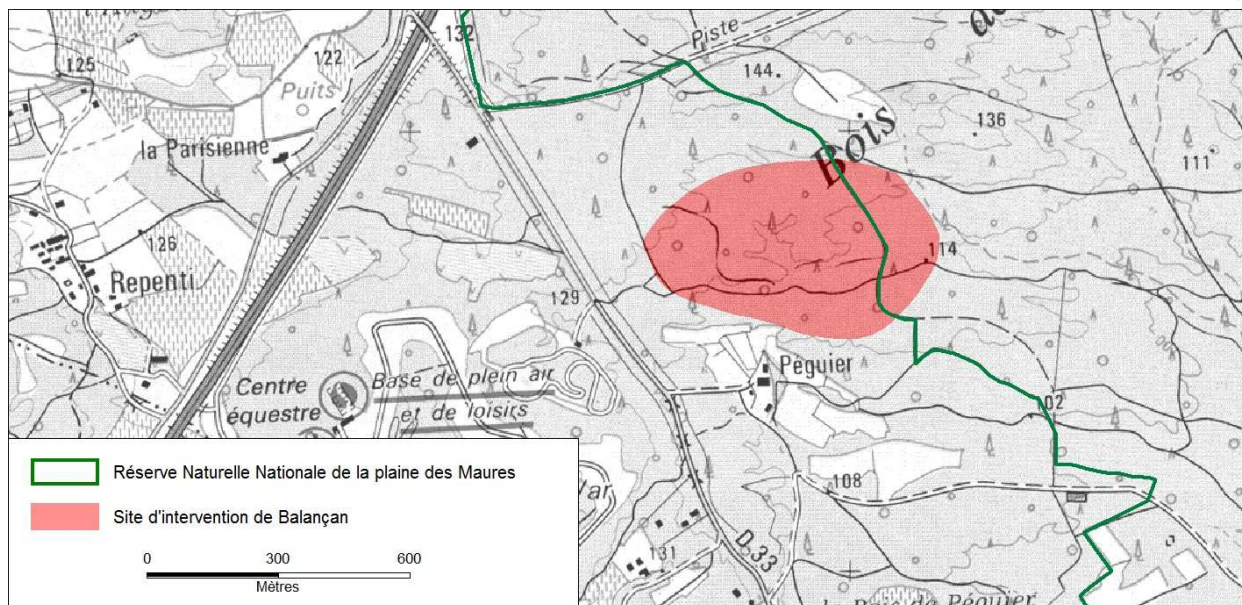 132
Piste
125
122
Puits
144
Bois
136
la Parisienne
111
126
Repenti
114
129
Péguier
Centre
équestre
Base de plein air
et de loisirs
02
108
D 33
131
Réserve Naturelle Nationale de la plaine des Maures
Site d'intervention de Balançan
0 300 600
Mètres